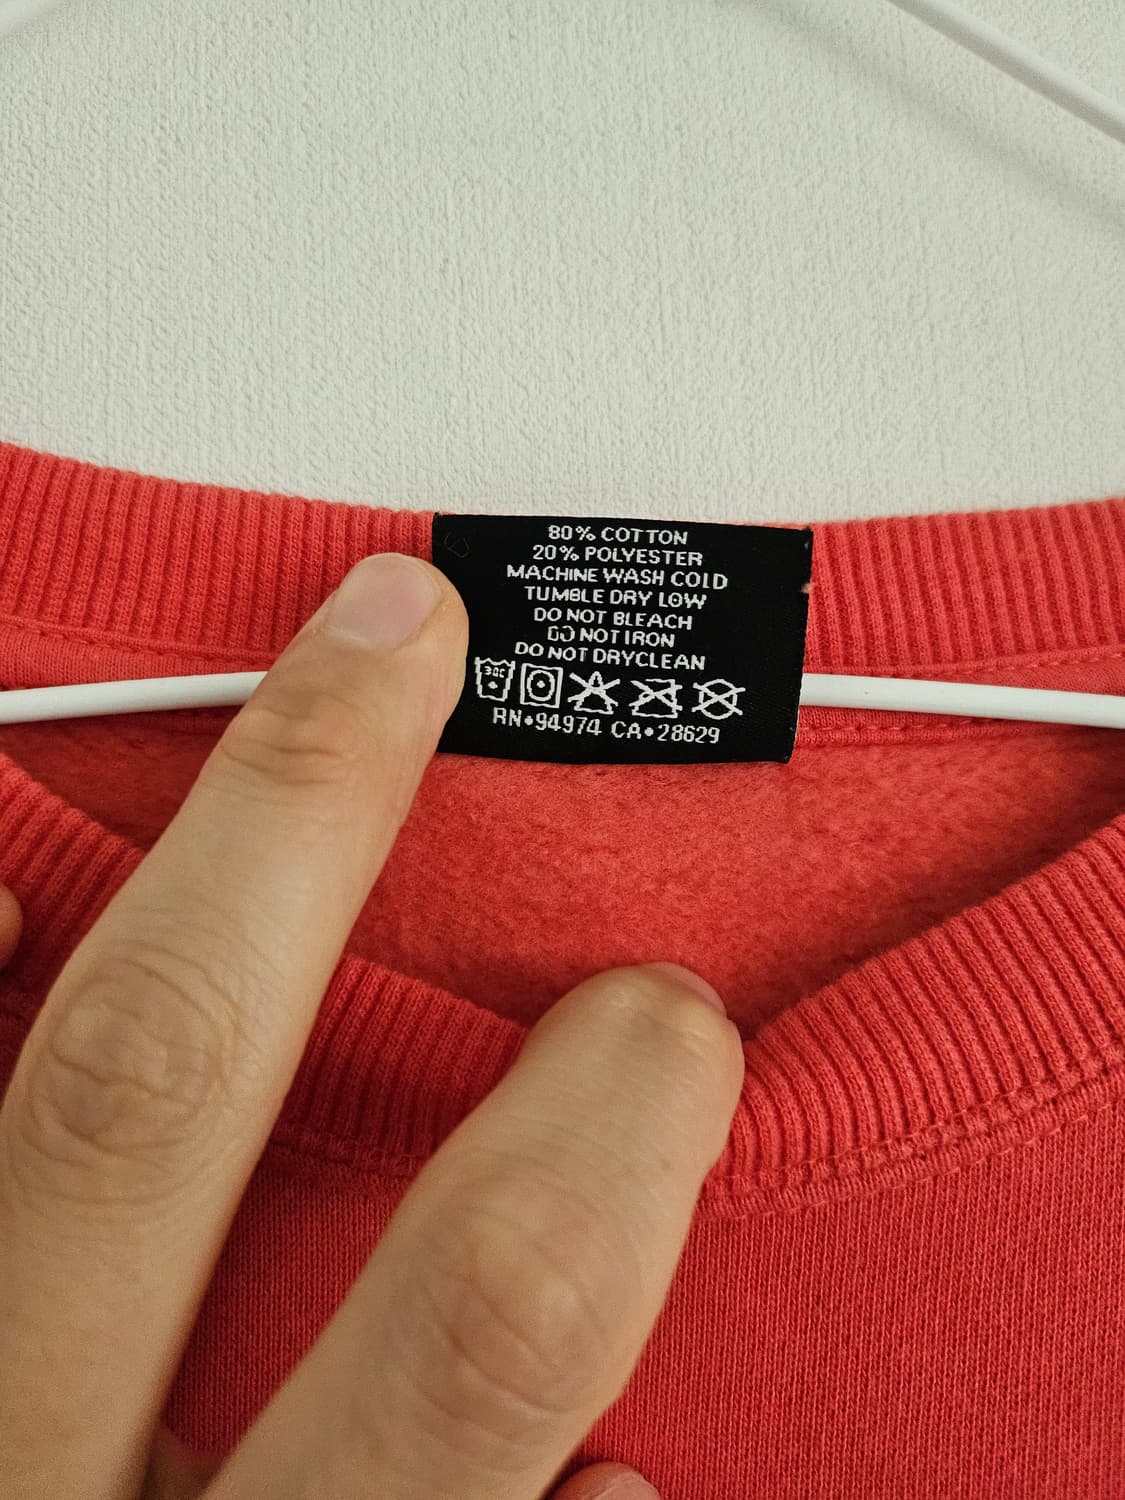 80% COTTON
20% POLYESTER
MACHINE WASH COLD
TUMBLE DRY LOW
DO NOT BLEACH
DO NOT IRON
DO NOT DRYCLEAN
30C
RN•94974 CA•28629